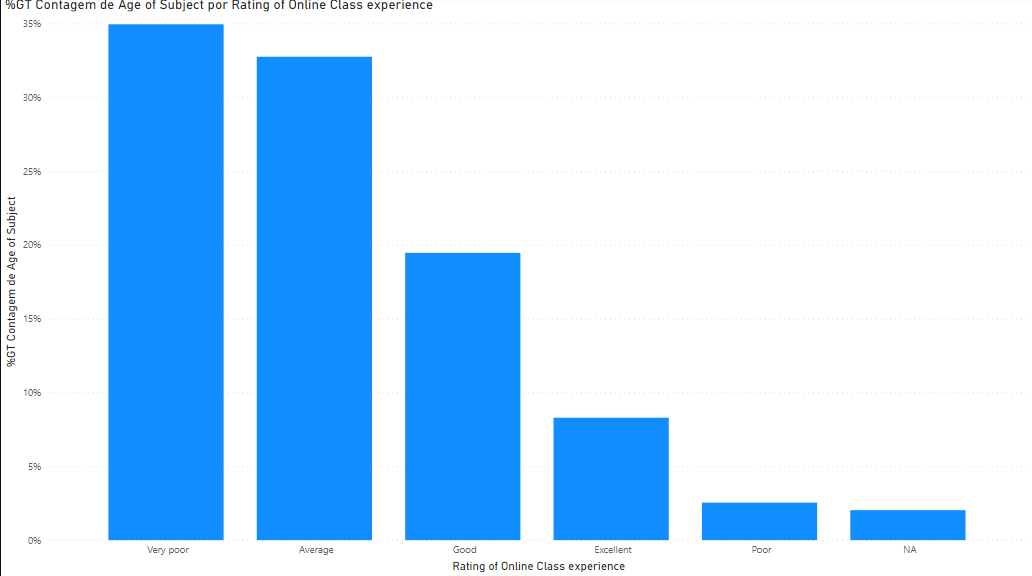 %GT Contagem de Age of Subject por Rating of Online Class experience
%GT Contagem de Age of Subject
35%
30%
25%
20%
15%
10%
5%
0%
Very poor Average Good Excellent Poor NA
Rating of Online Class experience